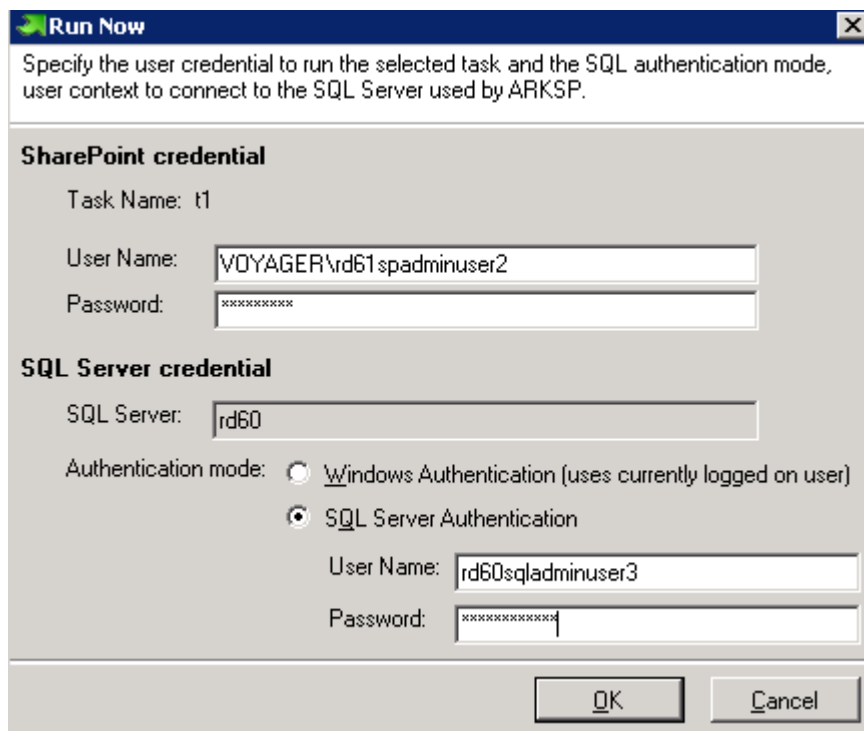 Run Now
Specify the user credential to run the selected task and the SQL authentication mode,
user context to connect to the SQL Server used by ARKSP.
SharePoint credential
Task Name: t1
User Name: VOYAGER\rd61spadminuser2
Password: *********
SQL Server credential
SQL Server: rd60
Authentication mode: Windows Authentication (uses currently logged on user)
SQL Server Authentication
User Name: rd60sqladminuser3
Password: ************
OK Cancel